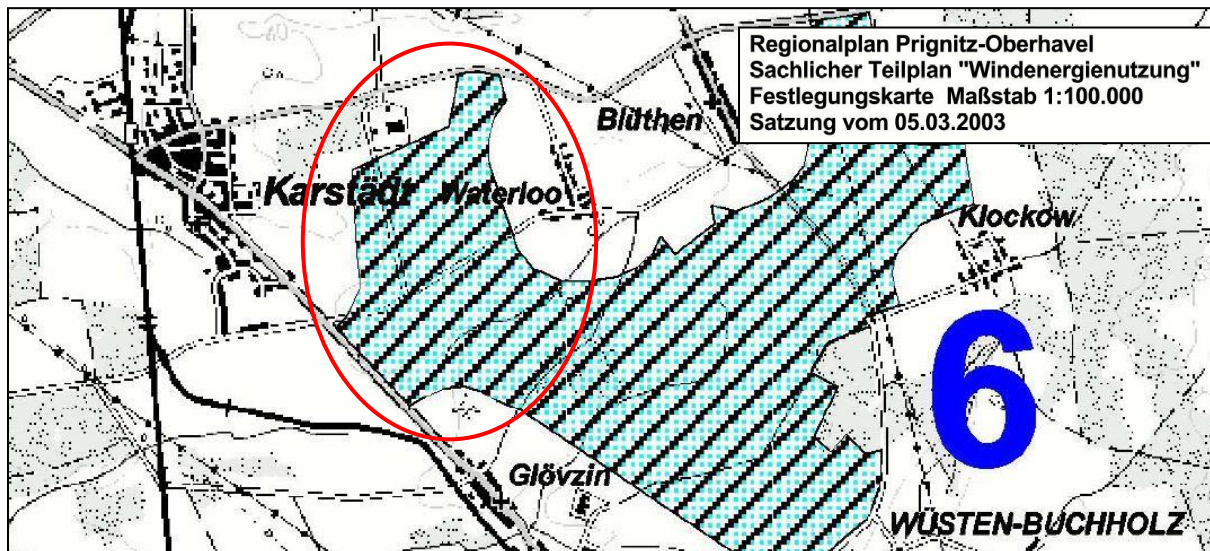 Regionalplan Prignitz-Oberhavel
Sachlicher Teilplan "Windenergienutzung"
Festlegungskarte Maßstab 1:100.000
Satzung vom 05.03.2003
Blüthen
Karstädt
Waterloo
Klockow
6
Glövzin
WÜSTEN-BUCHHOLZ